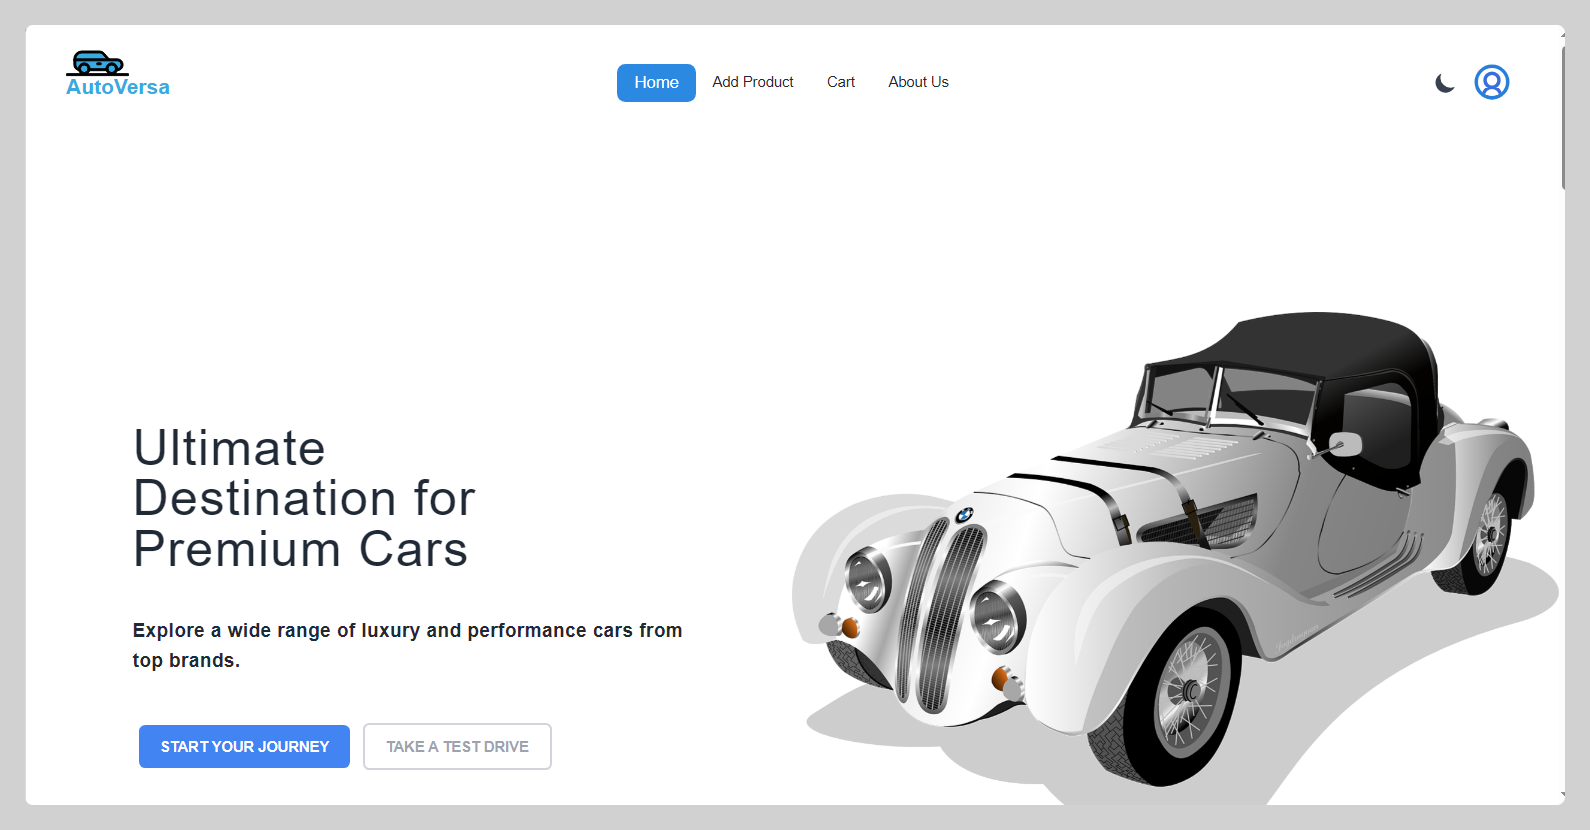 AutoVersa
Home
Add Product
Cart
About Us
Ultimate
Destination for
Premium Cars
Explore a wide range of luxury and performance cars from
top brands.
START YOUR JOURNEY
TAKE A TEST DRIVE